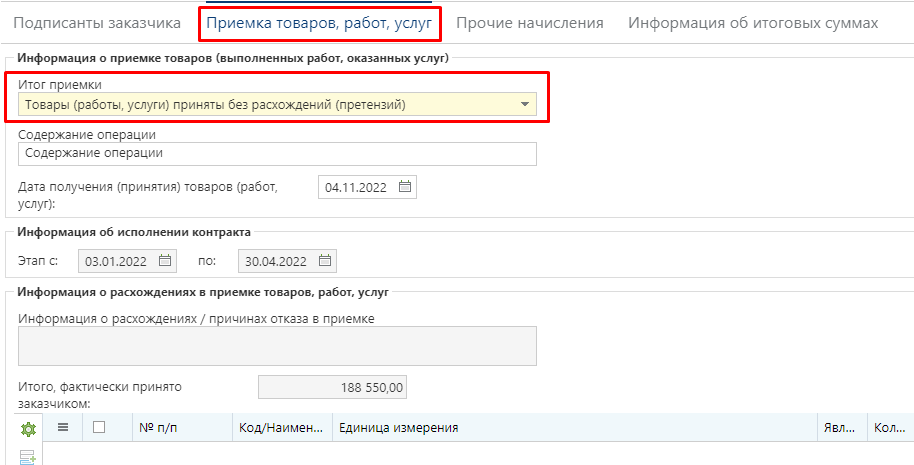 Подписанты заказчика Приемка товаров, работ, услуг Прочие начисления Информация об итоговых суммах
Информация о приемке товаров (выполненных работ, оказанных услуг)
Итог приемки
Товары (работы, услуги) приняты без расхождений (претензий)
Содержание операции
Содержание операции
Дата получения (принятия) товаров (работ, 04.11.2022
услуг):
Информация об исполнении контракта
Этап с: 03.01.2022 по: 30.04.2022
Информация о расхождениях в приемке товаров, работ, услуг
Информация о расхождениях / причинах отказа в приемке
Итого, фактически принято 188 550,00
заказчиком:
№ п/п Код/Наимен... Единица измерения Явл... Кол...